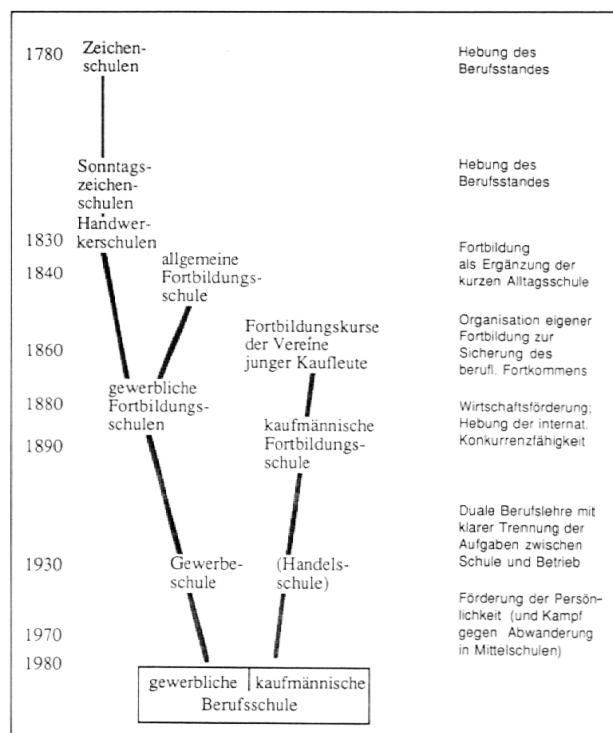 1780
Zeichen-
schulen
Hebung des
Berufsstandes
Sonntags-
zeichen-
schulen
Hebung des
Berufsstandes
1830
Handwer-
kerschulen
1840
allgemeine
Fortbildungs-
schule
Fortbildung
als Ergänzung der
kurzen Alltagsschule
1860
Fortbildungskurse
der Vereine
junger Kaufleute
Organisation eigener
Fortbildung zur
Sicherung des
berufl. Fortkommens
1880
gewerbliche
Fortbildungs-
schulen
1890
kaufmännische
Fortbildungs-
schule
Wirtschaftsförderung;
Hebung der internat.
Konkurrenzfähigkeit
Duale Berufslehre mit
klarer Trennung der
Aufgaben zwischen
Schule und Betrieb
1930
Gewerbe-
schule
(Handels-
schule)
Förderung der Persön-
lichkeit (und Kampf
gegen Abwanderung
in Mittelschulen)
1970
1980
gewerbliche kaufmännische
Berufsschule